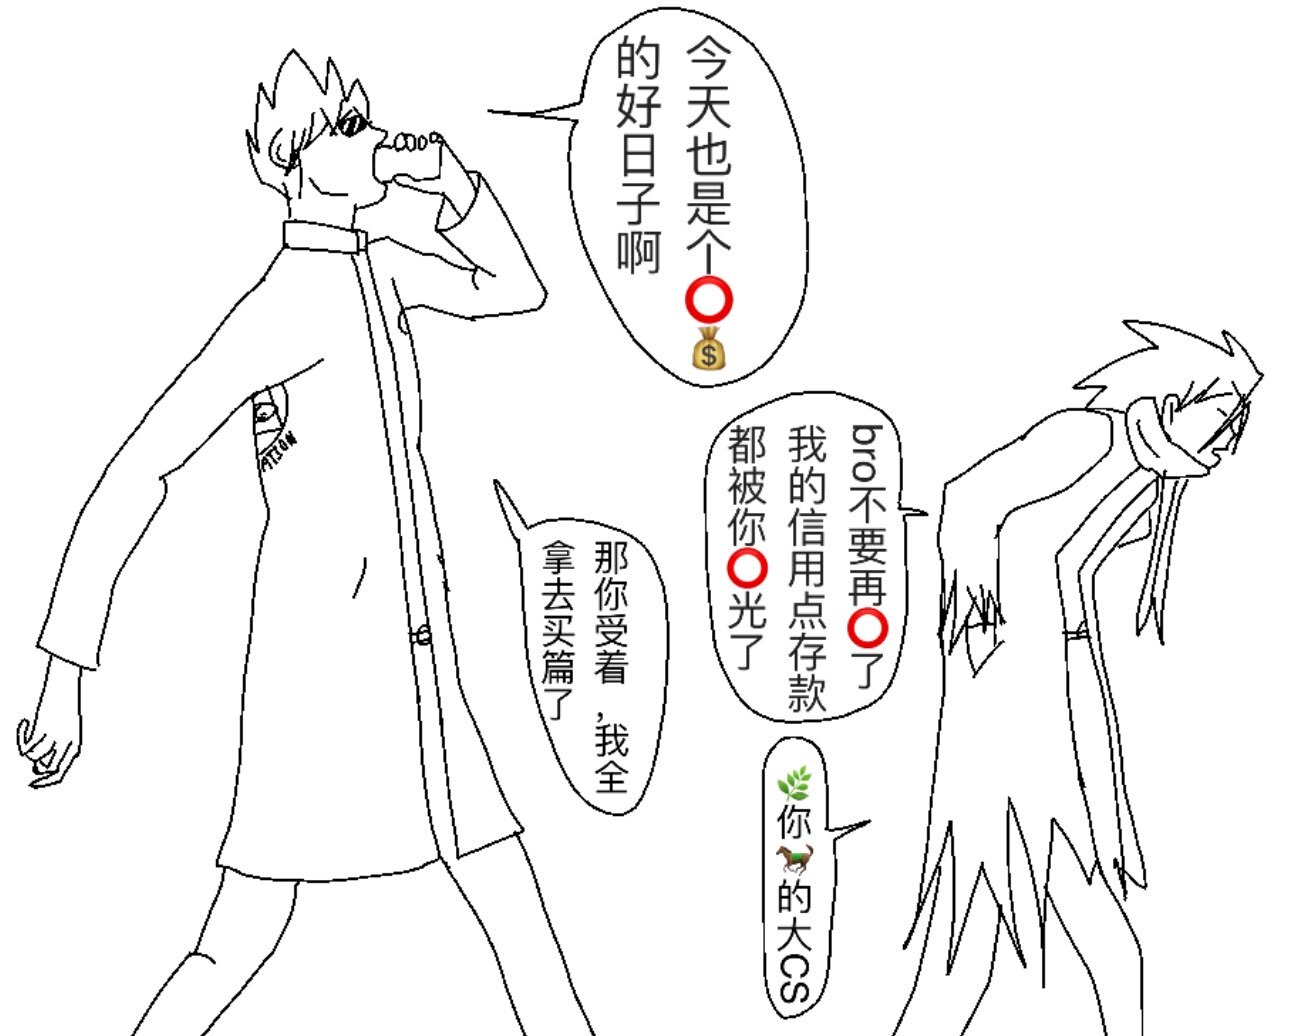 今天也是个⭕💰
的好日子啊
bro不要再⭕了
我的信用点存款
都被你⭕光了
那你受着,我全
拿去买篇了
🌿你🐎的大CS
ATION